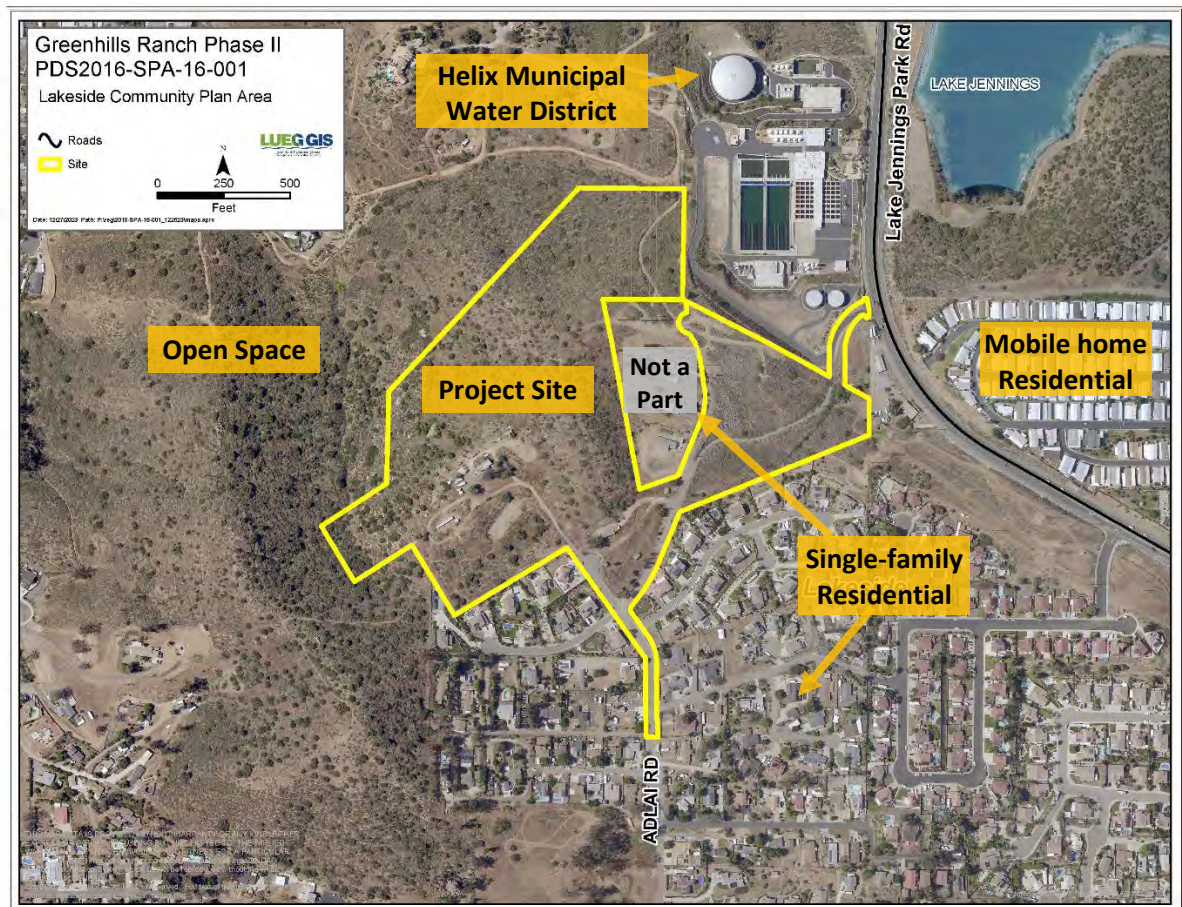 Greenhills Ranch Phase II
PDS2016-SPA-16-001
Lakeside Community Plan Area
Roads
Site
LUEG GIS
N
0 250 500
Feet
Helix Municipal
Water District
Lake Jennings Park Rd
LAKE JENNINGS
Open Space
Project Site
Not a
Part
Mobile home
Residential
Single-family
Residential
Lakeside
ADLAI RD